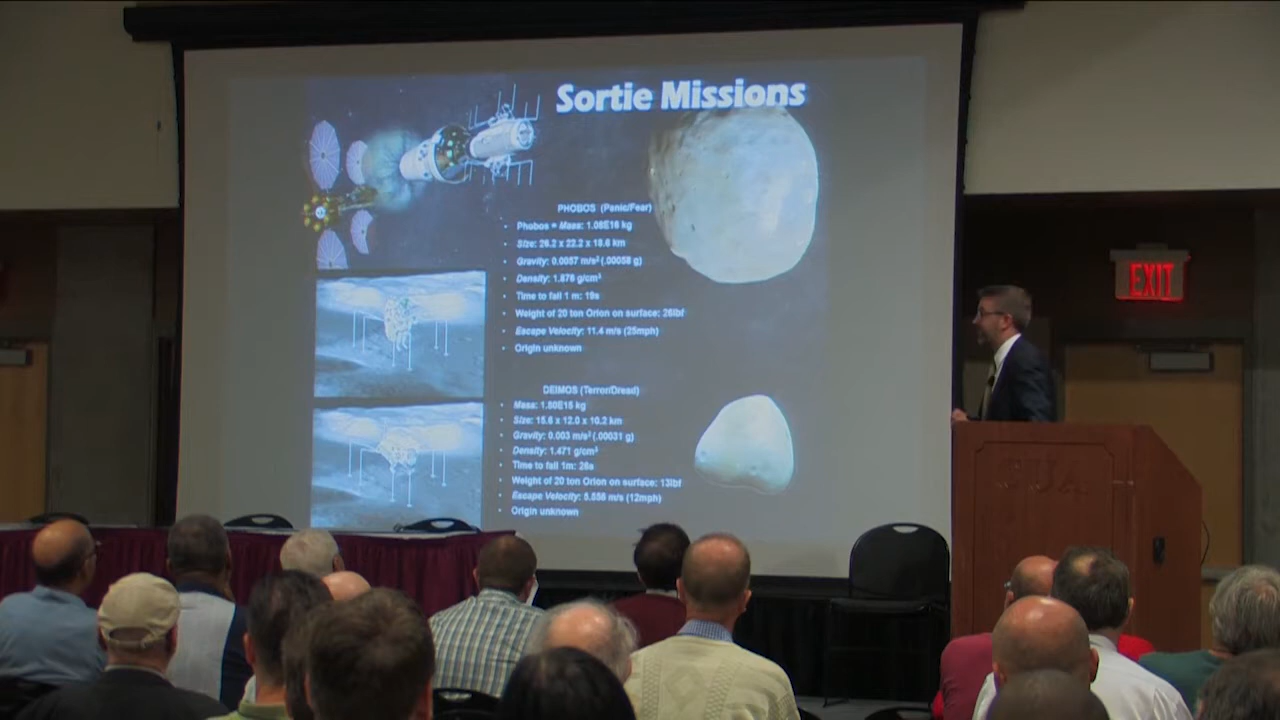 Sortie Missions
PHOBOS (Panic/Fear)
• Phobos = Mass: 1.08E16 kg
• Size: 26.2 x 22.2 x 18.6 km
• Gravity: 0.0057 m/s² (.00058 g)
• Density: 1.876 g/cm³
• Time to fall 1 m: 19s
• Weight of 20 ton Orion on surface: 26lbf
• Escape Velocity: 11.4 m/s (25mph)
• Origin unknown
DEIMOS (Terror/Dread)
• Mass: 1.80E15 kg
• Size: 15.6 x 12.0 x 10.2 km
• Gravity: 0.003 m/s² (.00031 g)
• Density: 1.471 g/cm³
• Time to fall 1m: 26s
• Weight of 20 ton Orion on surface: 13lbf
• Escape Velocity: 5.556 m/s (12mph)
• Origin unknown
EXIT